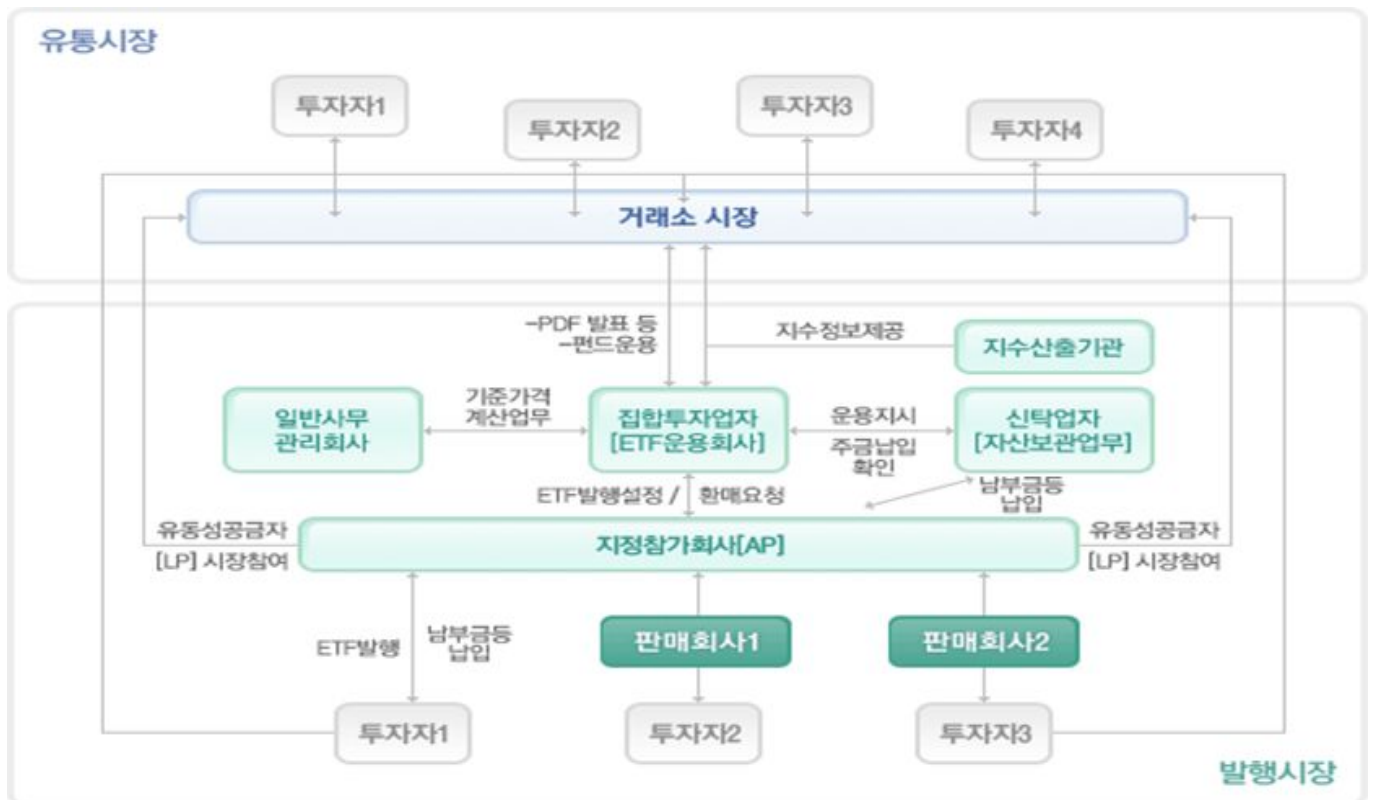 유통시장
투자자1
투자자2
투자자3
투자자4
거래소 시장
-PDF 발표 등
-펀드운용
지수정보제공
지수산출기관
일반사무
관리회사
기준가격
계산업무
집합투자업자
[ETF운용회사]
운용지시
주금납입
확인
신탁업자
[자산보관업무]
ETF발행설정 /
환매요청
납부금등
납입
유동성공급자
[LP] 시장참여
지정참가회사[AP]
유동성공급자
[LP] 시장참여
ETF발행
납부금등
납입
판매회사1
판매회사2
투자자1
투자자2
투자자3
발행시장